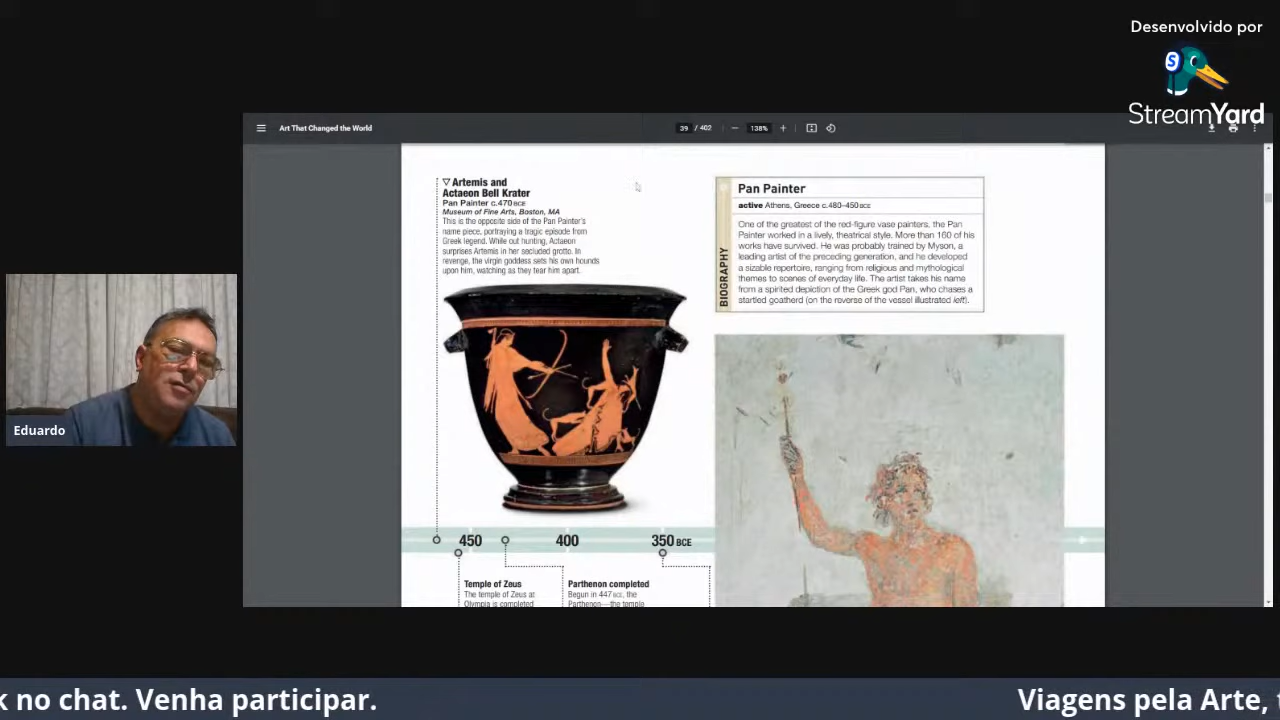 Desenvolvido por
S
StreamYard
Art That Changed the World
39 / 402
138%
▽ Artemis and
Actaeon Bell Krater
Pan Painter c.470 BCE
Museum of Fine Arts, Boston, MA
This is the opposite side of the Pan Painter's
name piece, portraying a tragic episode from
Greek legend. While out hunting, Actaeon
surprises Artemis in her secluded grotto. In
revenge, the virgin goddess sets his own hounds
upon him, watching as they tear him apart.
BIOGRAPHY
Pan Painter
active Athens, Greece c.480–450 BCE
One of the greatest of the red-figure vase painters, the Pan
Painter worked in a lively, theatrical style. More than 160 of his
works have survived. He was probably trained by Myson, a
leading artist of the preceding generation, and he developed
a sizable repertoire, ranging from religious and mythological
themes to scenes of everyday life. The artist takes his name
from a spirited depiction of the Greek god Pan, who chases a
startled goatherd (on the reverse of the vessel illustrated left).
Eduardo
450
400
350 BCE
Temple of Zeus
The temple of Zeus at
Olympia is completed
Parthenon completed
Begun in 447 BCE, the
Parthenon—the temple
k no chat. Venha participar.
Viagens pela Arte,